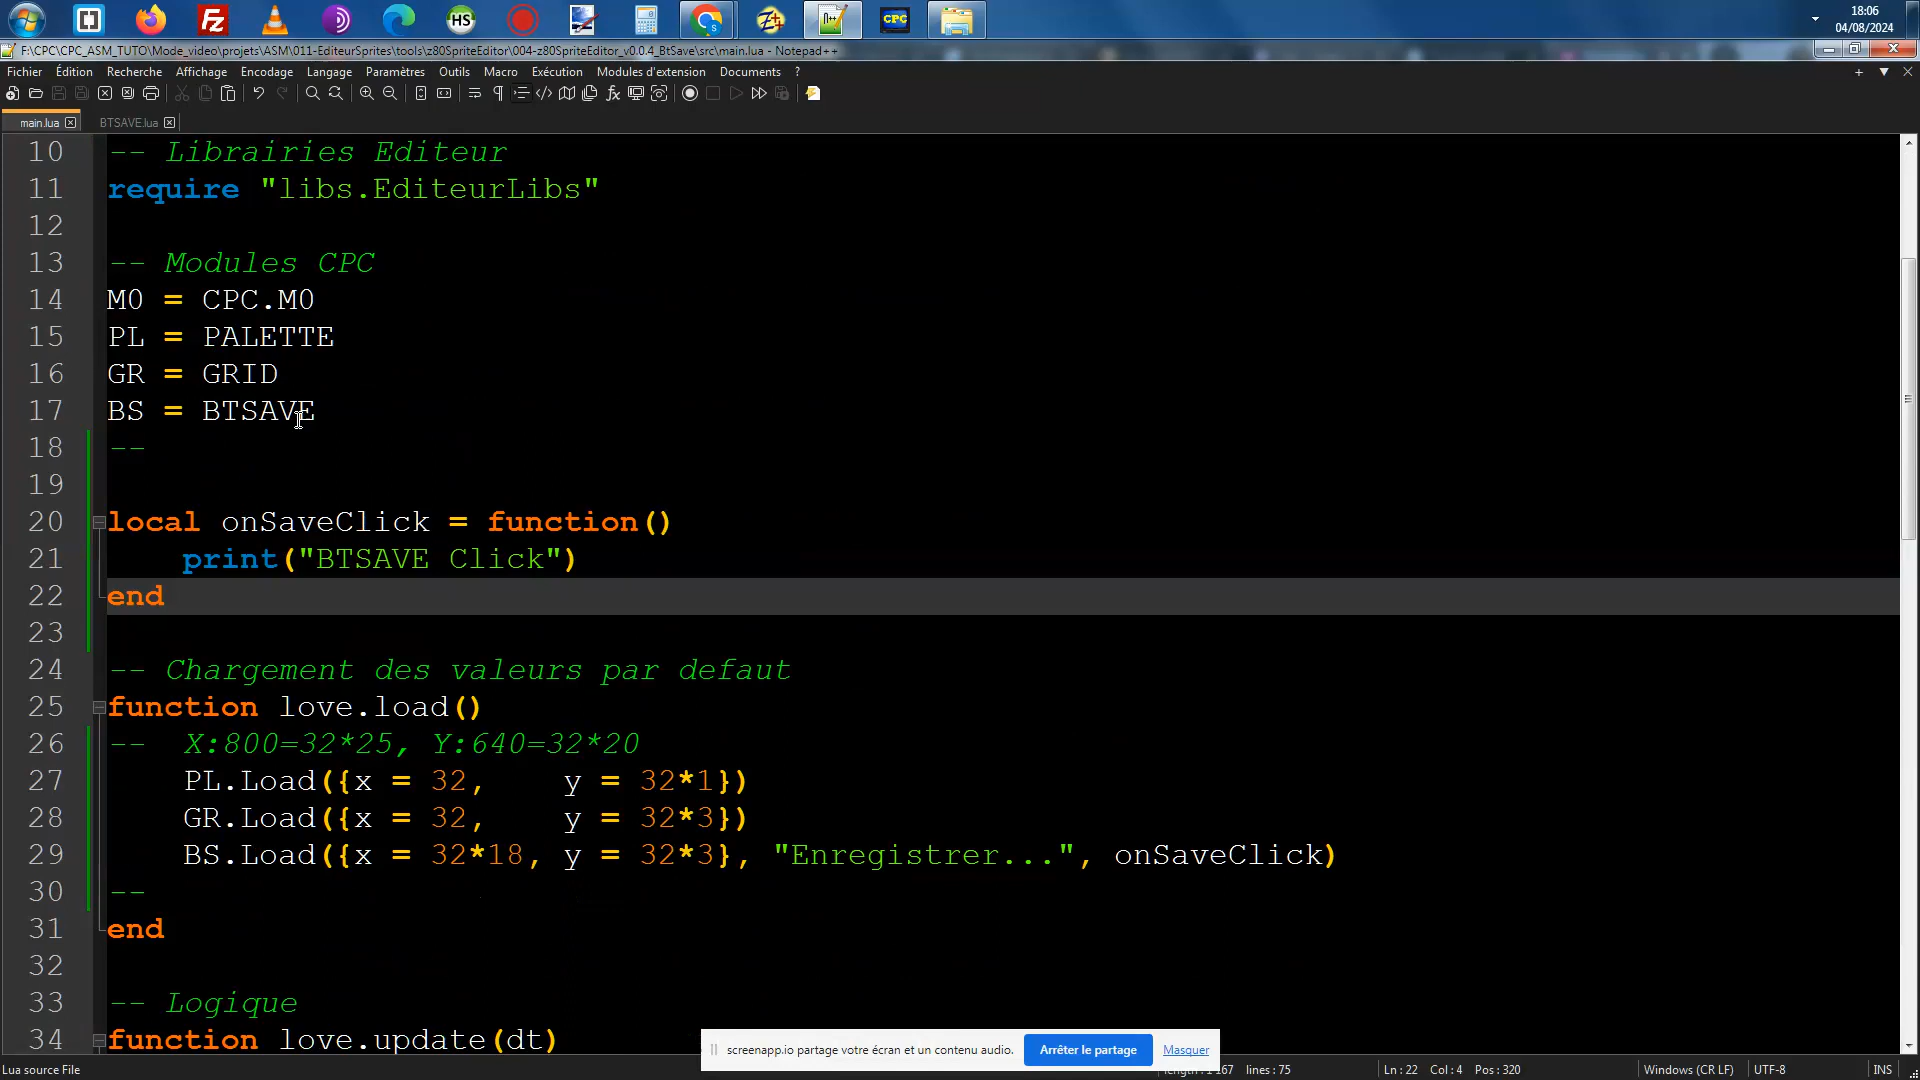 HS
CPC
18:06
04/08/2024
F:\CPC\CPC_ASM_TUTO\Mode_video\projets\ASM\011-EditeurSprites\tools\z80SpriteEditor\004-z80SpriteEditor_v0.0.4_BtSave\src\main.lua - Notepad++
Fichier Édition Recherche Affichage Encodage Langage Paramètres Outils Macro Exécution Modules d'extension Documents ?
main.lua BTSAVE.lua
10 -- Librairies Editeur
11 require "libs.EditeurLibs"
12
13 -- Modules CPC
14 M0 = CPC.M0
15 PL = PALETTE
16 GR = GRID
17 BS = BTSAVE
18 --
19
20 local onSaveClick = function()
21 print("BTSAVE Click")
22 end
23
24 -- Chargement des valeurs par defaut
25 function love.load()
26 -- X:800=32*25, Y:640=32*20
27 PL.Load({x = 32, y = 32*1})
28 GR.Load({x = 32, y = 32*3})
29 BS.Load({x = 32*18, y = 32*3}, "Enregistrer...", onSaveClick)
30 --
31 end
32
33 -- Logique
34 function love.update(dt)
screenapp.io partage votre écran et un contenu audio. Arrêter le partage Masquer
Lua source File lines : 75 Ln : 22 Col : 4 Pos : 320 Windows (CR LF) UTF-8 INS